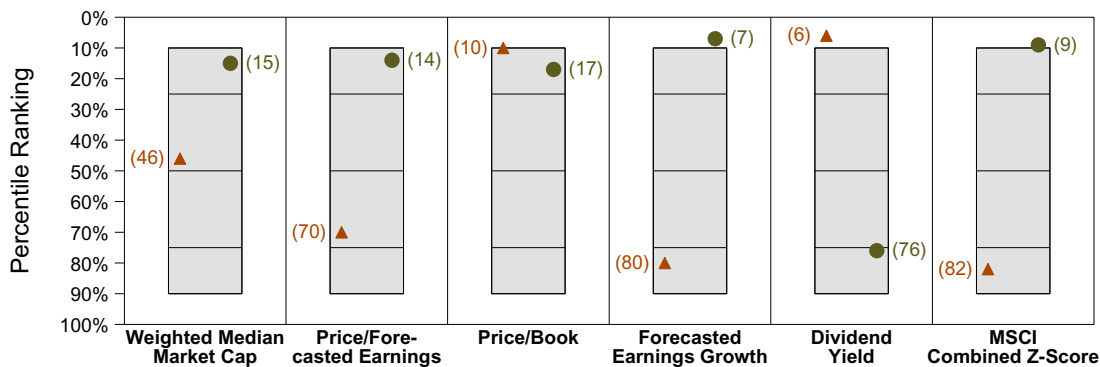 Percentile Ranking
0%
10%
20%
30%
40%
50%
60%
70%
80%
90%
100%
(46)
(15)
(70)
(14)
(10)
(17)
(80)
(7)
(6)
(76)
(82)
(9)
Weighted Median
Market Cap
Price/Fore-
casted Earnings
Price/Book
Forecasted
Earnings Growth
Dividend
Yield
MSCI
Combined Z-Score